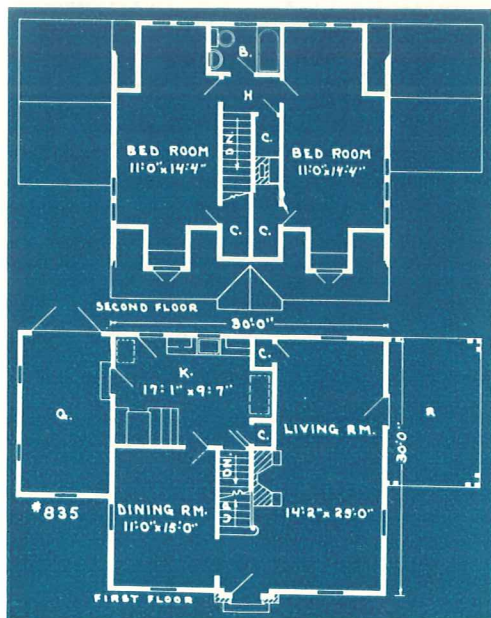 B.
H
DN.
C.
BED ROOM
11'·0"x14'·4"
BED ROOM
11'·0"x14'·4"
C.
C.
SECOND FLOOR
30'·0"
C.
K.
17'·1"x9'·7"
G.
LIVING RM.
R
30'·0"
C.
DN.
UP
DINING RM.
11'·0"x15'·0"
14'·2"x29'·0"
#835
FIRST FLOOR